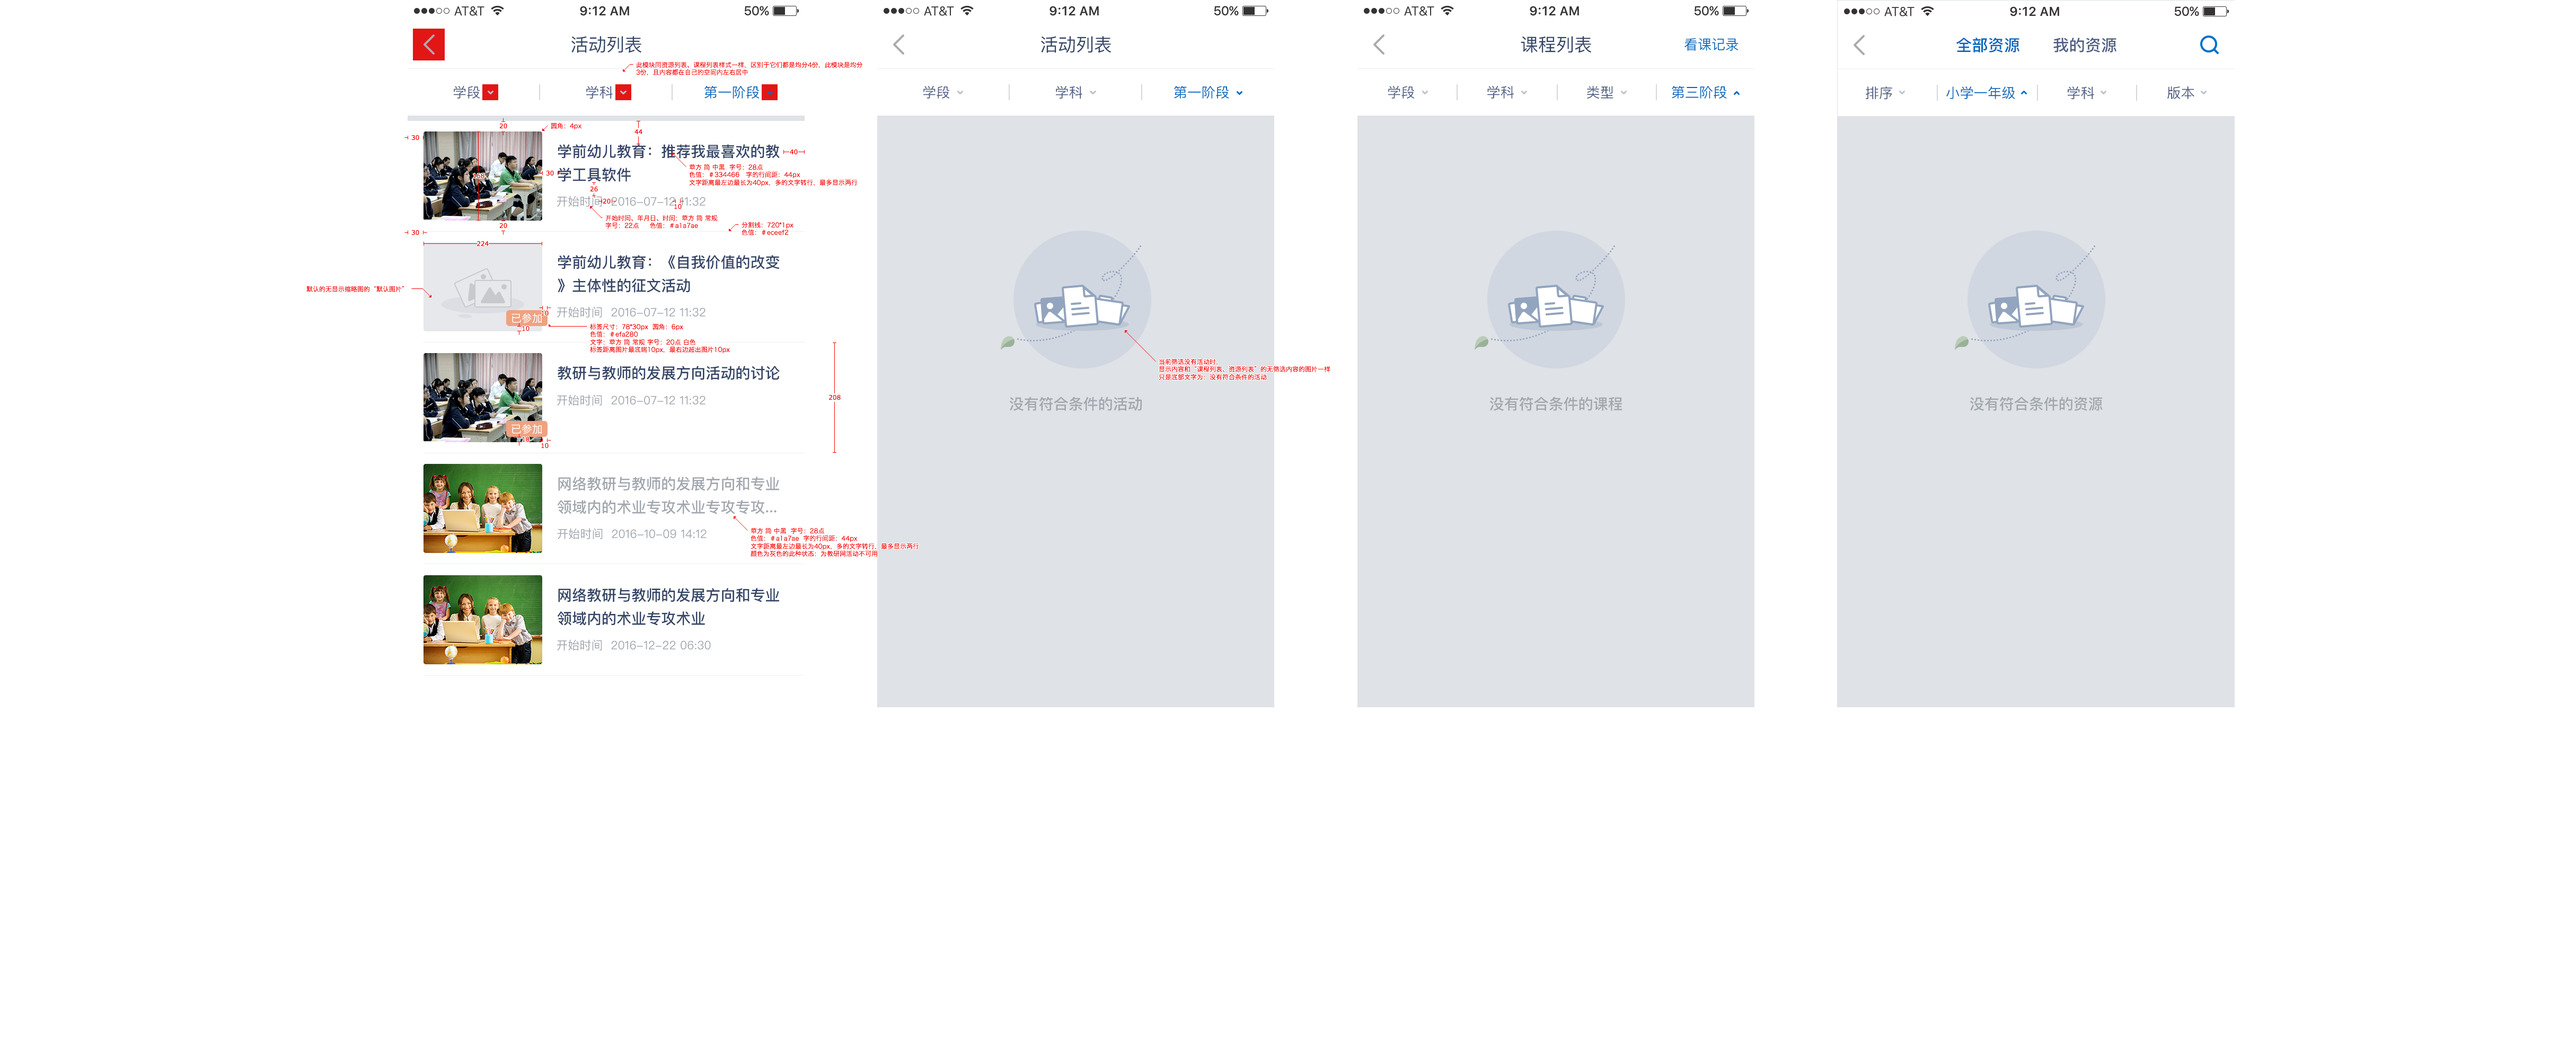 AT&T 9:12 AM 50%
活动列表
此模块同资源列表、课程列表样式一样，区别于它们都是均分4份，此模块是均分
3份，且内容都在自己的空间内左右居中
学段 学科 第一阶段
20
圆角：4px
30
44
学前幼儿教育：推荐我最喜欢的教
40
苹方 简 中黑 字号：28点
色值：#334466 字的行间距：44px
文字距离最左边最长为40px，多的文字转行，最多显示两行
30
学工具软件
26
开始时间 2016-07-12 11:32
20
10
开始时间、年月日、时间：苹方 简 常规
字号：22点 色值：#a1a7ae
分割线：720*1px
色值：#eceef2
20
30
224
学前幼儿教育：《自我价值的改变
》主体性的征文活动
默认的无显示缩略图的“默认图片”
开始时间 2016-07-12 11:32
已参加
10
10
标签尺寸：78*30px 圆角：6px
色值：#efa280
文字：苹方 简 常规 字号：20点 白色
标签距离图片最底端10px，最右边超出图片10px
教研与教师的发展方向活动的讨论
开始时间 2016-07-12 11:32
208
已参加
10
网络教研与教师的发展方向和专业
领域内的术业专攻术业专攻专攻...
开始时间 2016-10-09 14:12
苹方 简 中黑 字号：28点
色值：#a1a7ae 字的行间距：44px
文字距离最左边最长为40px，多的文字转行，最多显示两行
颜色为灰色的此种状态：为教研网活动不可用
网络教研与教师的发展方向和专业
领域内的术业专攻术业
开始时间 2016-12-22 06:30
AT&T 9:12 AM 50%
活动列表
学段 学科 第一阶段
当前筛选没有活动时，
显示内容和“课程列表、资源列表”的无筛选内容的图片一样
只是底部文字为：没有符合条件的活动
没有符合条件的活动
AT&T 9:12 AM 50%
课程列表 看课记录
学段 学科 类型 第三阶段
没有符合条件的课程
AT&T 9:12 AM 50%
全部资源 我的资源
排序 小学一年级 学科 版本
没有符合条件的资源